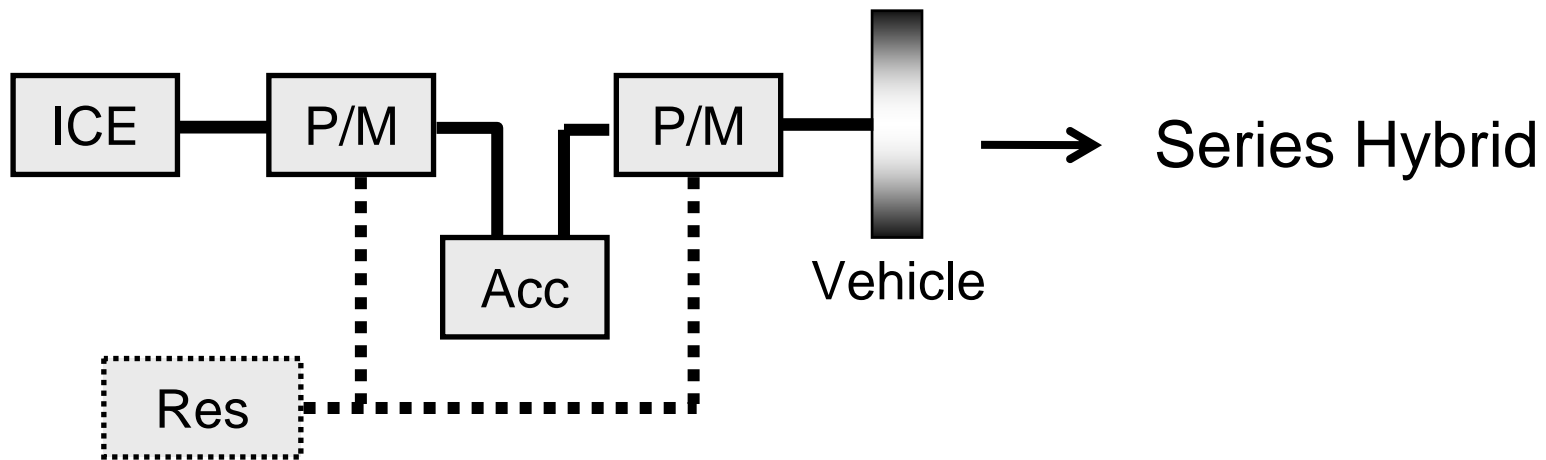 ICE
P/M
P/M
Series Hybrid
Acc
Vehicle
Res